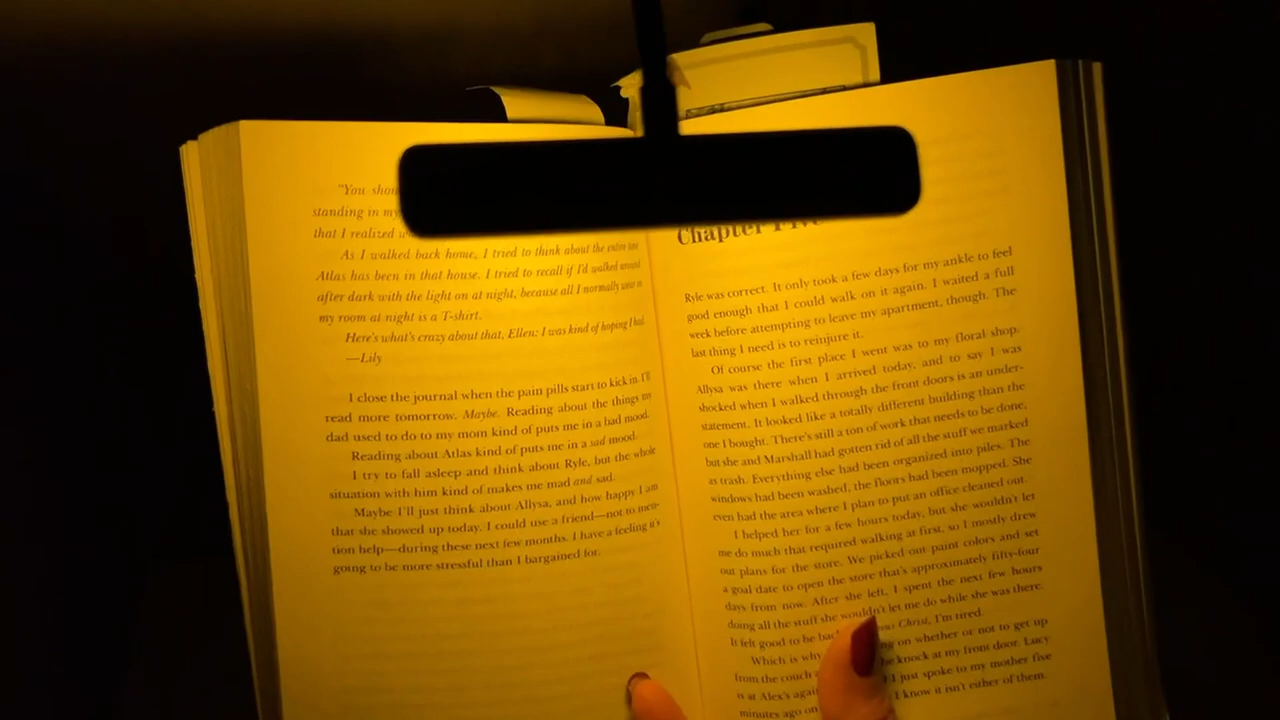 "You shou
standing in my
that I realized
As I walked back home, I tried to think about the entire time
Atlas has been in that house. I tried to recall if I'd walked around
after dark with the light on at night, because all I normally wear in
my room at night is a T-shirt.
Here's what's crazy about that, Ellen: I was kind of hoping I had.
—Lily
I close the journal when the pain pills start to kick in. I'll
read more tomorrow. Maybe. Reading about the things my
dad used to do to my mom kind of puts me in a bad mood.
Reading about Atlas kind of puts me in a sad mood.
I try to fall asleep and think about Ryle, but the whole
situation with him kind of makes me mad and sad.
Maybe I'll just think about Allysa, and how happy I am
that she showed up today. I could use a friend—not to men-
tion help—during these next few months. I have a feeling it's
going to be more stressful than I bargained for.
Chapter Five
Ryle was correct. It only took a few days for my ankle to feel
good enough that I could walk on it again. I waited a full
week before attempting to leave my apartment, though. The
last thing I need is to reinjure it.
Of course the first place I went was to my floral shop.
Allysa was there when I arrived today, and to say I was
shocked when I walked through the front doors is an under-
statement. It looked like a totally different building than the
one I bought. There's still a ton of work that needs to be done,
but she and Marshall had gotten rid of all the stuff we marked
as trash. Everything else had been organized into piles. The
windows had been washed, the floors had been mopped. She
even had the area where I plan to put an office cleaned out.
I helped her for a few hours today, but she wouldn't let
me do much that required walking at first, so I mostly drew
out plans for the store. We picked out paint colors and set
a goal date to open the store that's approximately fifty-four
days from now. After she left, I spent the next few hours
doing all the stuff she wouldn't let me do while she was there.
It felt good to be back Christ, I'm tired.
Which is why on whether or not to get up
from the couch knock at my front door. Lucy
is at Alex's again I just spoke to my mother five
minutes ago on I know it isn't either of them.